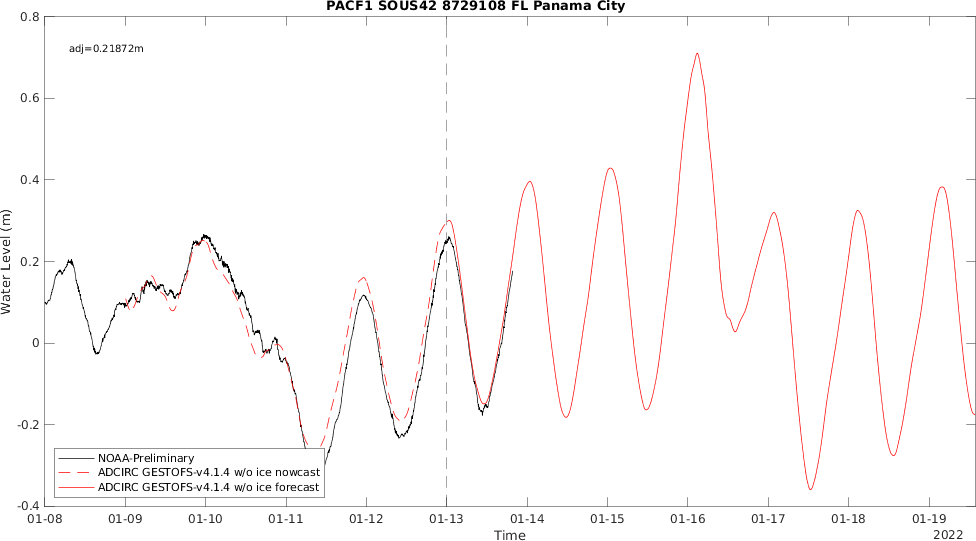 PACF1 SOUS42 8729108 FL Panama City
adj=0.21872m
Water Level (m)
0.8
0.6
0.4
0.2
0
-0.2
-0.4
NOAA-Preliminary
ADCIRC GESTOFS-v4.1.4 w/o ice nowcast
ADCIRC GESTOFS-v4.1.4 w/o ice forecast
01-08 01-09 01-10 01-11 01-12 01-13 01-14 01-15 01-16 01-17 01-18 01-19
Time
2022